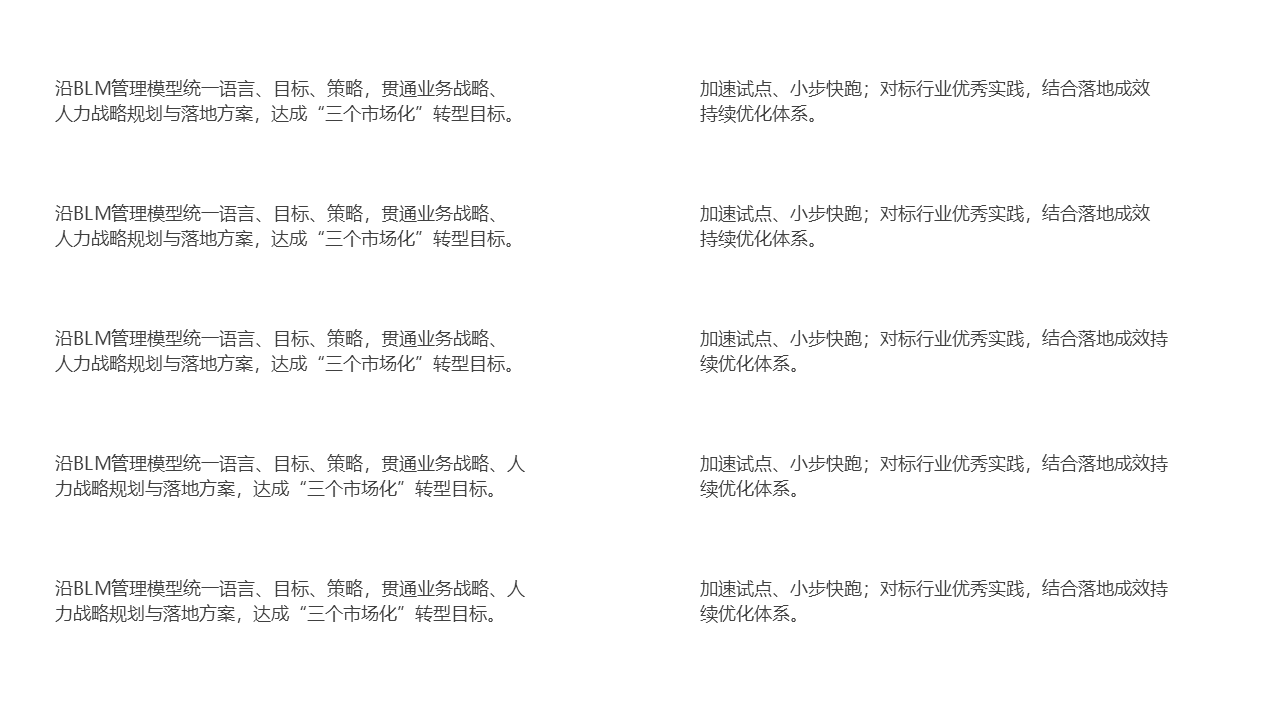 沿BLM管理模型统一语言、目标、策略，贯通业务战略、
人力战略规划与落地方案，达成“三个市场化”转型目标。
加速试点、小步快跑；对标行业优秀实践，结合落地成效
持续优化体系。
沿BLM管理模型统一语言、目标、策略，贯通业务战略、
人力战略规划与落地方案，达成“三个市场化”转型目标。
加速试点、小步快跑；对标行业优秀实践，结合落地成效
持续优化体系。
沿BLM管理模型统一语言、目标、策略，贯通业务战略、
人力战略规划与落地方案，达成“三个市场化”转型目标。
加速试点、小步快跑；对标行业优秀实践，结合落地成效持
续优化体系。
沿BLM管理模型统一语言、目标、策略，贯通业务战略、人
力战略规划与落地方案，达成“三个市场化”转型目标。
加速试点、小步快跑；对标行业优秀实践，结合落地成效持
续优化体系。
沿BLM管理模型统一语言、目标、策略，贯通业务战略、人
力战略规划与落地方案，达成“三个市场化”转型目标。
加速试点、小步快跑；对标行业优秀实践，结合落地成效持
续优化体系。